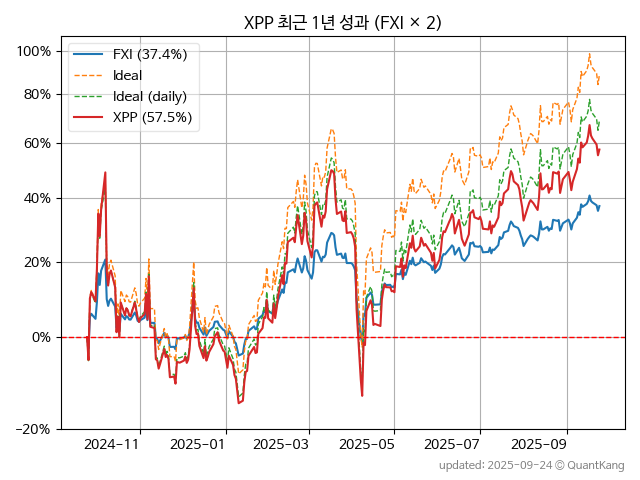 XPP 최근 1년 성과 (FXI × 2)
100%
80%
60%
40%
20%
0%
−20%
FXI (37.4%)
Ideal
Ideal (daily)
XPP (57.5%)
2024-11
2025-01
2025-03
2025-05
2025-07
2025-09
updated: 2025-09-24 ⓒ QuantKang